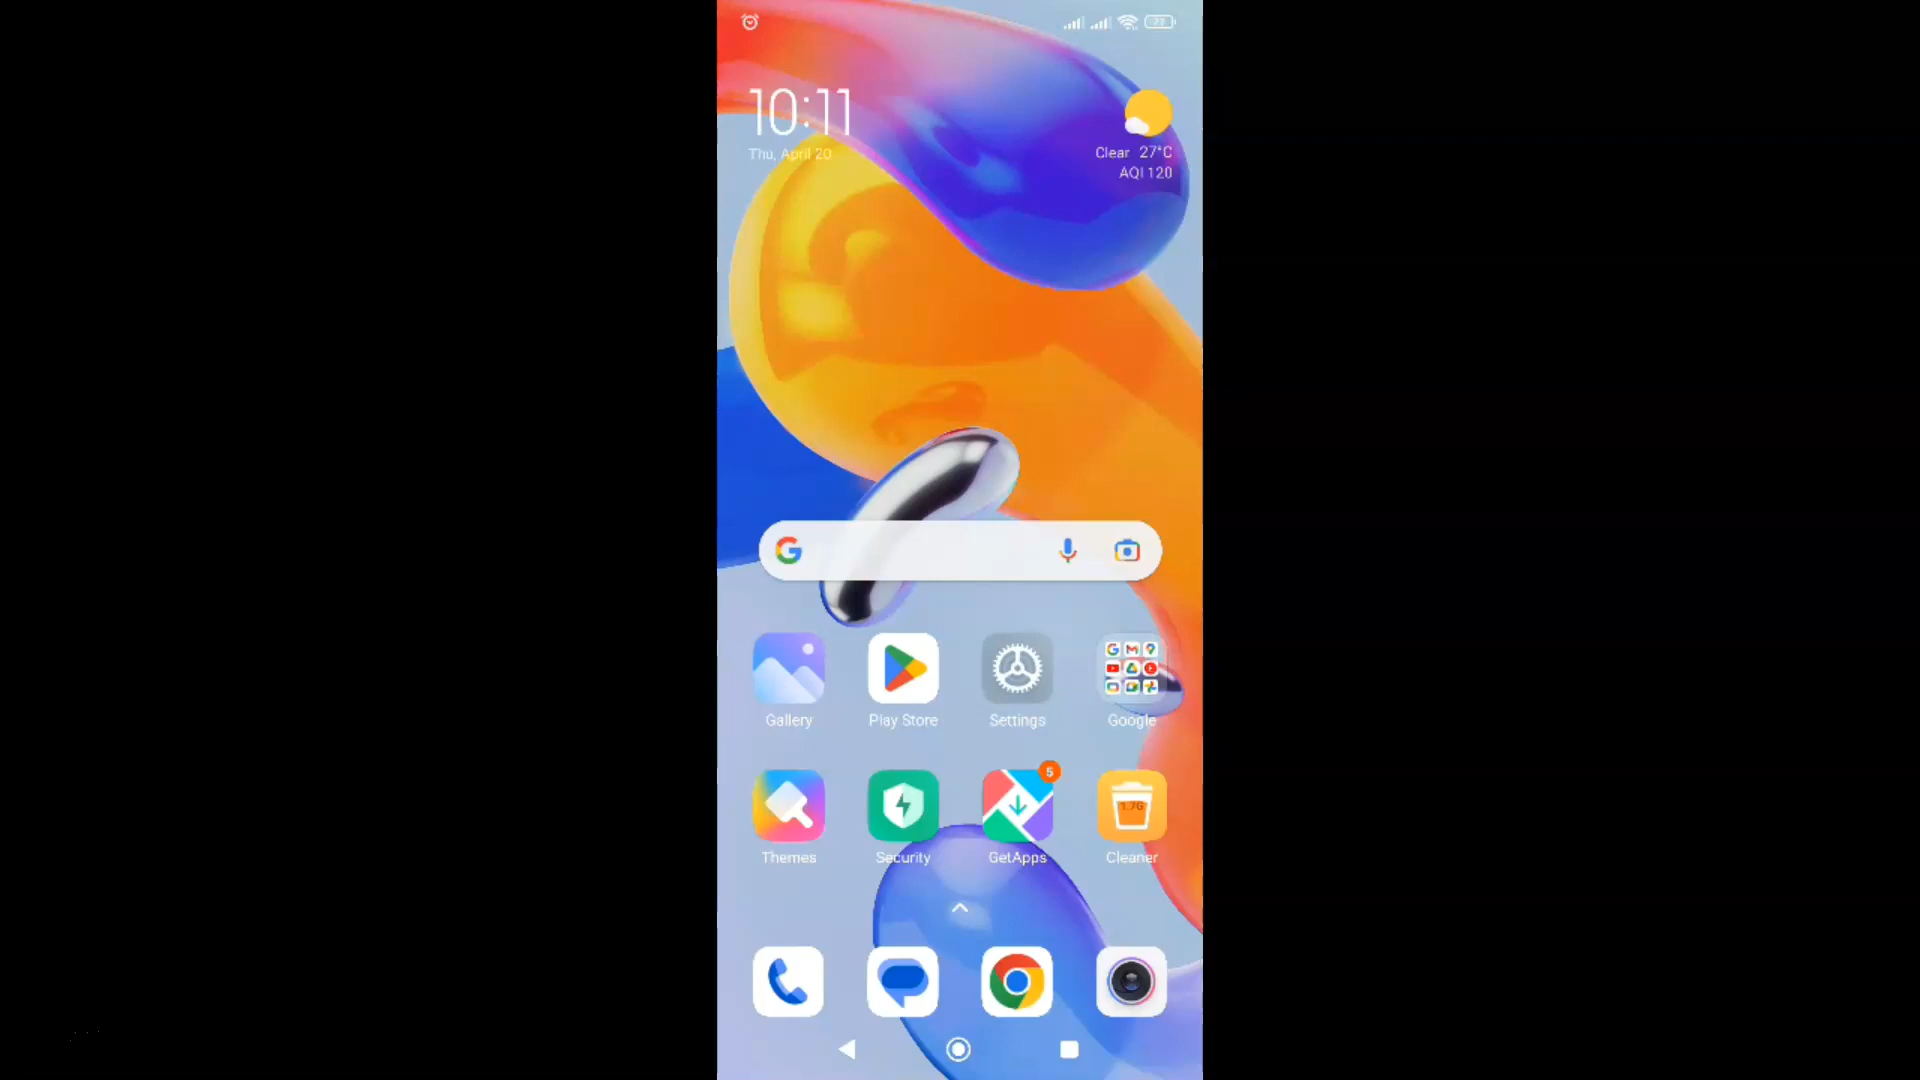 10:11
Thu, April 20
Clear 27°C
AQI 120
Gallery
Play Store
Settings
Google
5
Themes
Security
GetApps
Cleaner